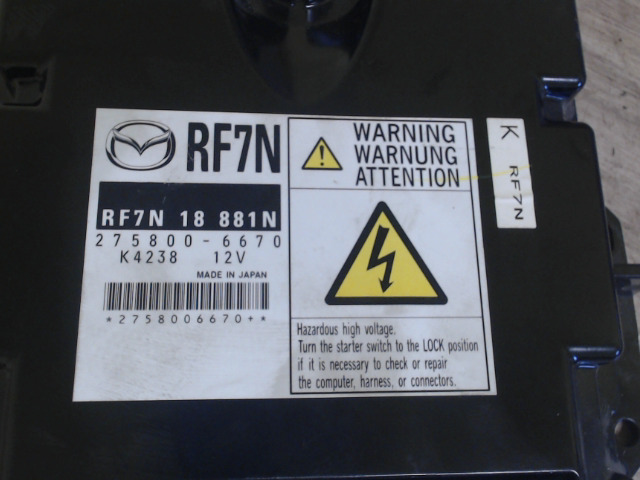 RF7N
RF7N 18 881N
275800-6670
K4238 12V
MADE IN JAPAN
*2758006670+*
WARNING
WARNUNG
ATTENTION
Hazardous high voltage.
Turn the starter switch to the LOCK position
if it is necessary to check or repair
the computer, harness, or connectors.
K RF7N